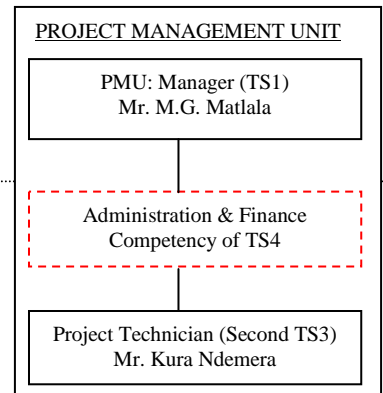 PROJECT MANAGEMENT UNIT
PMU: Manager (TS1)
Mr. M.G. Matlala
Administration & Finance
Competency of TS4
Project Technician (Second TS3)
Mr. Kura Ndemera